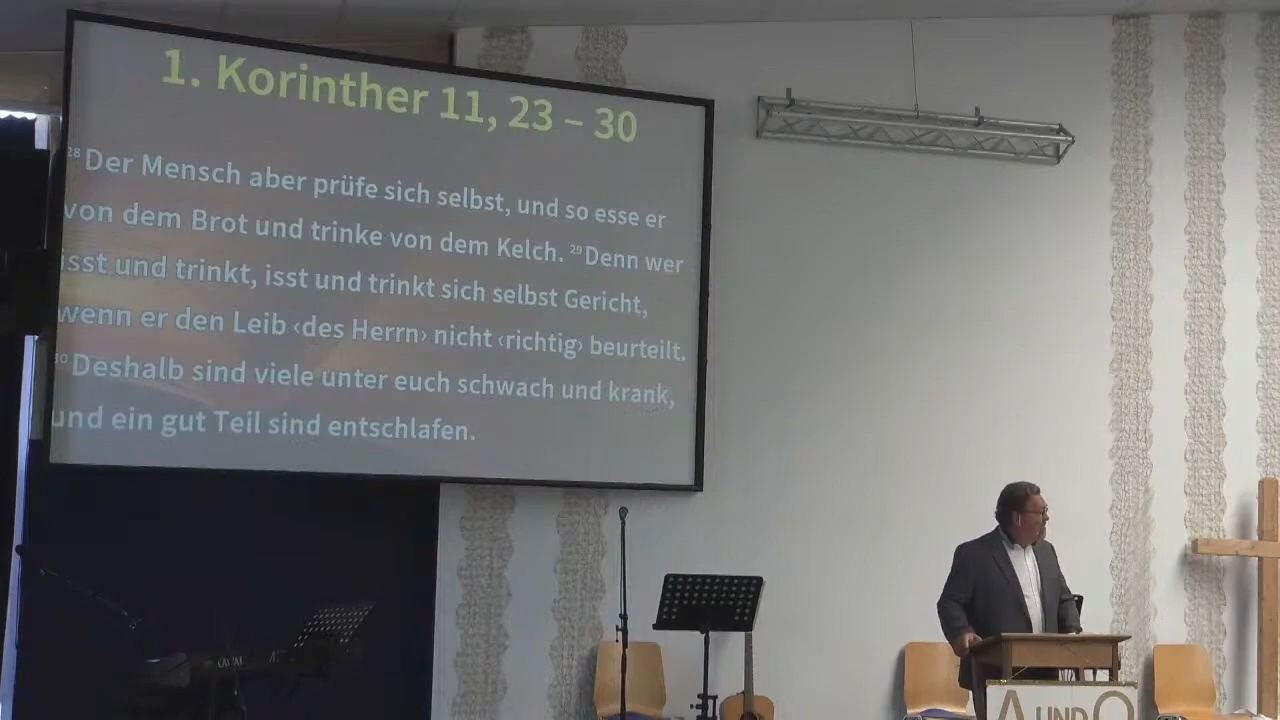 1. Korinther 11, 23 – 30
28 Der Mensch aber prüfe sich selbst, und so esse er
von dem Brot und trinke von dem Kelch. 29 Denn wer
isst und trinkt, isst und trinkt sich selbst Gericht,
wenn er den Leib ‹des Herrn› nicht ‹richtig› beurteilt.
30 Deshalb sind viele unter euch schwach und krank,
und ein gut Teil sind entschlafen.
A UND O